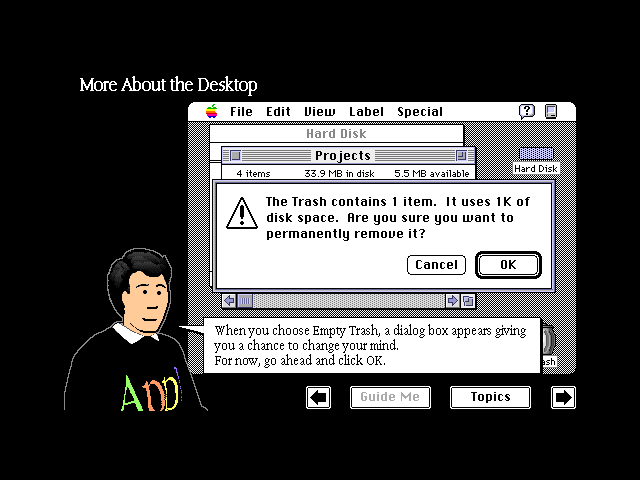 More About the Desktop
File Edit View Label Special
Hard Disk
Projects
4 items 33.9 MB in disk 5.5 MB available
Hard Disk
The Trash contains 1 item. It uses 1K of
disk space. Are you sure you want to
permanently remove it?
Cancel OK
When you choose Empty Trash, a dialog box appears giving
you a chance to change your mind.
For now, go ahead and click OK.
Guide Me Topics